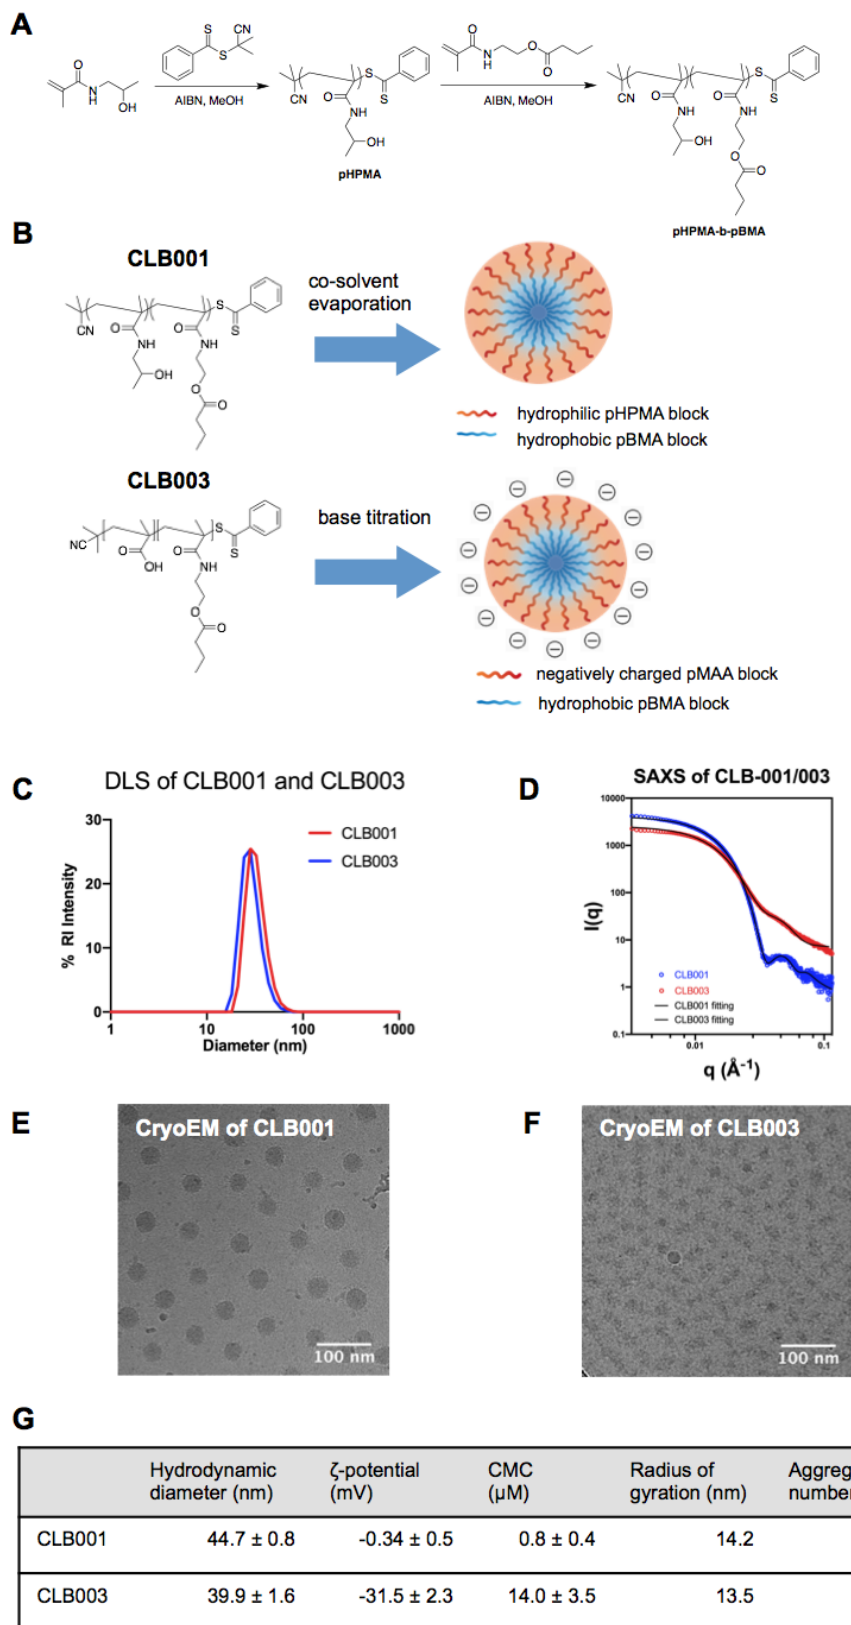 A
S
CN
S
O
N
H
OH
AIBN, MeOH
CN
O
NH
OH
S
S
pHPMA
O
N
H
O
O
AIBN, MeOH
CN
O
NH
OH
O
NH
O
O
S
S
pHPMA-b-pBMA
B
CLB001
CN
O
NH
OH
O
NH
O
O
S
S
co-solvent
evaporation
hydrophilic pHPMA block
hydrophobic pBMA block
CLB003
NC
O
OH
O
NH
O
O
S
S
base titration
negatively charged pMAA block
hydrophobic pBMA block
C
DLS of CLB001 and CLB003
% RI Intensity
30
20
10
0
CLB001
CLB003
1
10
100
1000
Diameter (nm)
D
SAXS of CLB-001/003
I(q)
10000
1000
100
10
1
0.1
CLB001
CLB003
CLB001 fitting
CLB003 fitting
0.01
0.1
q (Å-1)
E
CryoEM of CLB001
100 nm
F
CryoEM of CLB003
100 nm
G
Hydrodynamic diameter (nm)
ζ-potential (mV)
CMC (μM)
Radius of gyration (nm)
Aggreg number
CLB001 44.7 ± 0.8 -0.34 ± 0.5 0.8 ± 0.4 14.2
CLB003 39.9 ± 1.6 -31.5 ± 2.3 14.0 ± 3.5 13.5